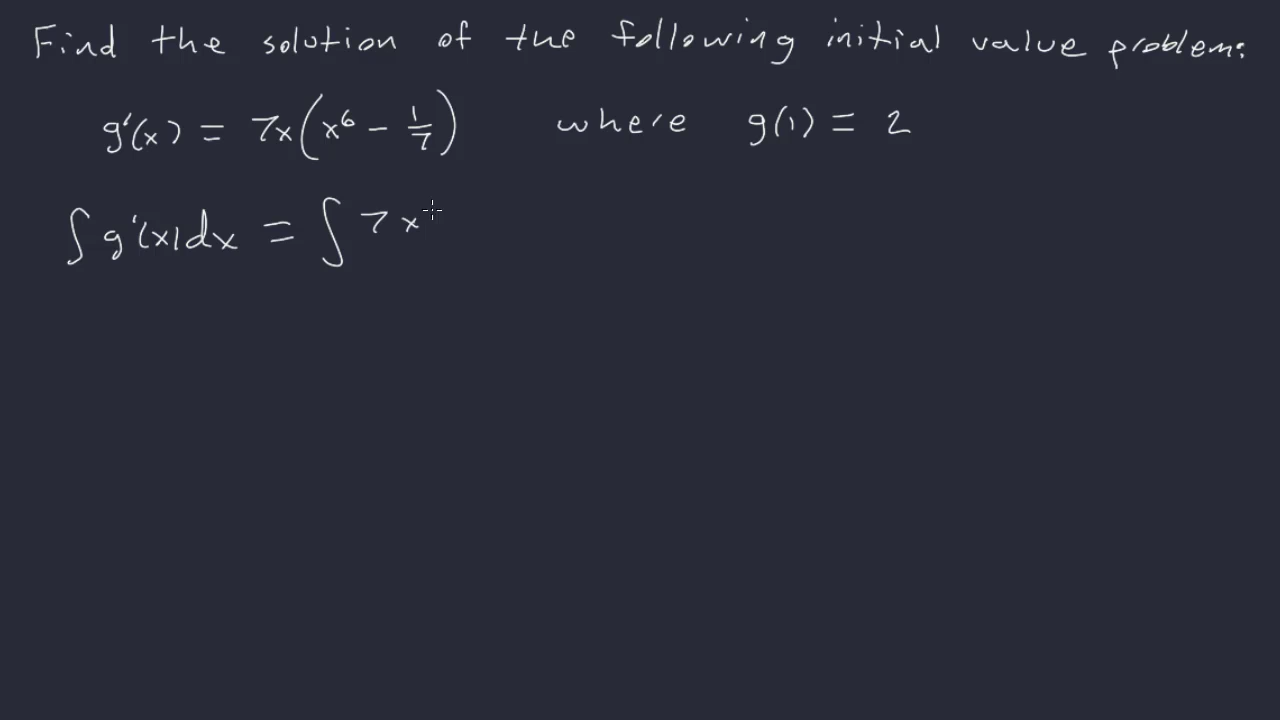 Find the solution of the following initial value problem:
g'(x) = 7x(x⁶ - 1/7) where g(1) = 2
∫g'(x)dx = ∫7x